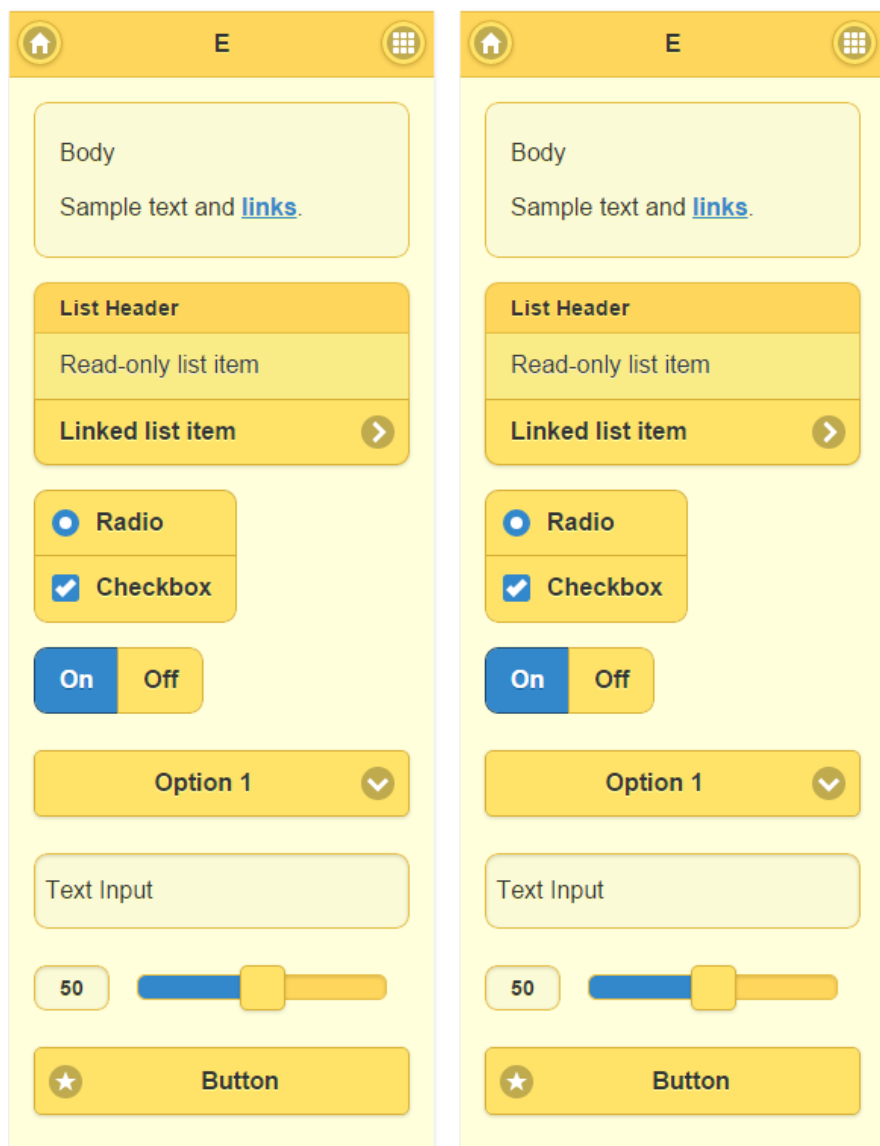 E
Body
Sample text and links.
List Header
Read-only list item
Linked list item
Radio
Checkbox
On Off
Option 1
Text Input
50
Button
E
Body
Sample text and links.
List Header
Read-only list item
Linked list item
Radio
Checkbox
On Off
Option 1
Text Input
50
Button